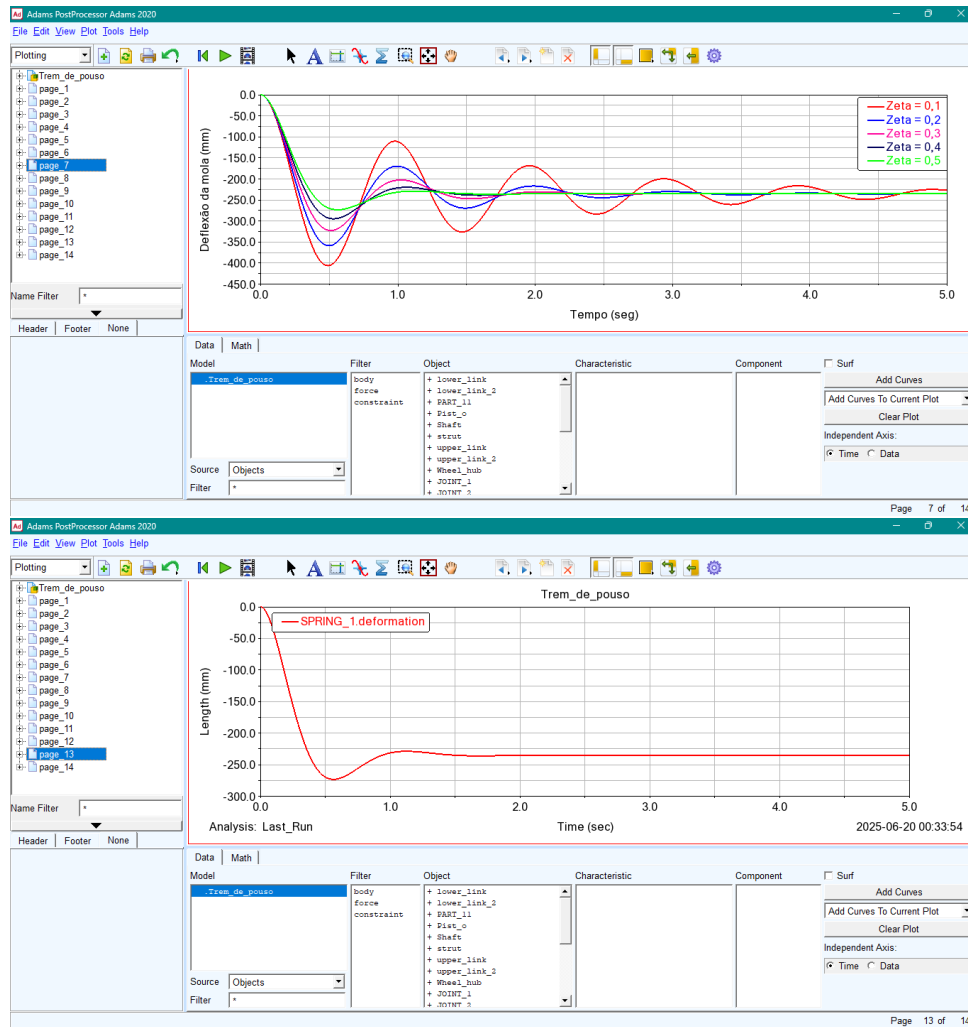 Ad Adams PostProcessor Adams 2020
File Edit View Plot Tools Help
Plotting
Trem_de_pouso
page_1
page_2
page_3
page_4
page_5
page_6
page_7
page_8
page_9
page_10
page_11
page_12
page_13
page_14
Name Filter *
Header Footer None
0.0
-50.0
-100.0
-150.0
-200.0
-250.0
-300.0
-350.0
-400.0
-450.0
Deflexão da mola (mm)
Zeta = 0,1
Zeta = 0,2
Zeta = 0,3
Zeta = 0,4
Zeta = 0,5
0.0 1.0 2.0 3.0 4.0 5.0
Tempo (seg)
Data Math
Model Filter Object Characteristic Component Surf
.Trem_de_pouso
body
force
constraint
+ lower_link
+ lower_link_2
+ PART_11
+ Pist_o
+ Shaft
+ strut
+ upper_link
+ upper_link_2
+ Wheel_hub
+ JOINT_1
+ JOINT_2
Add Curves
Add Curves To Current Plot
Clear Plot
Independent Axis:
Time Data
Source Objects
Filter *
Page 7 of 14
Ad Adams PostProcessor Adams 2020
File Edit View Plot Tools Help
Plotting
Trem_de_pouso
page_1
page_2
page_3
page_4
page_5
page_6
page_7
page_8
page_9
page_10
page_11
page_12
page_13
page_14
Name Filter *
Header Footer None
Trem_de_pouso
0.0
-50.0
-100.0
-150.0
-200.0
-250.0
-300.0
Length (mm)
SPRING_1.deformation
0.0 1.0 2.0 3.0 4.0 5.0
Analysis: Last_Run Time (sec) 2025-06-20 00:33:54
Data Math
Model Filter Object Characteristic Component Surf
.Trem_de_pouso
body
force
constraint
+ lower_link
+ lower_link_2
+ PART_11
+ Pist_o
+ Shaft
+ strut
+ upper_link
+ upper_link_2
+ Wheel_hub
+ JOINT_1
+ JOINT_2
Add Curves
Add Curves To Current Plot
Clear Plot
Independent Axis:
Time Data
Source Objects
Filter *
Page 13 of 14